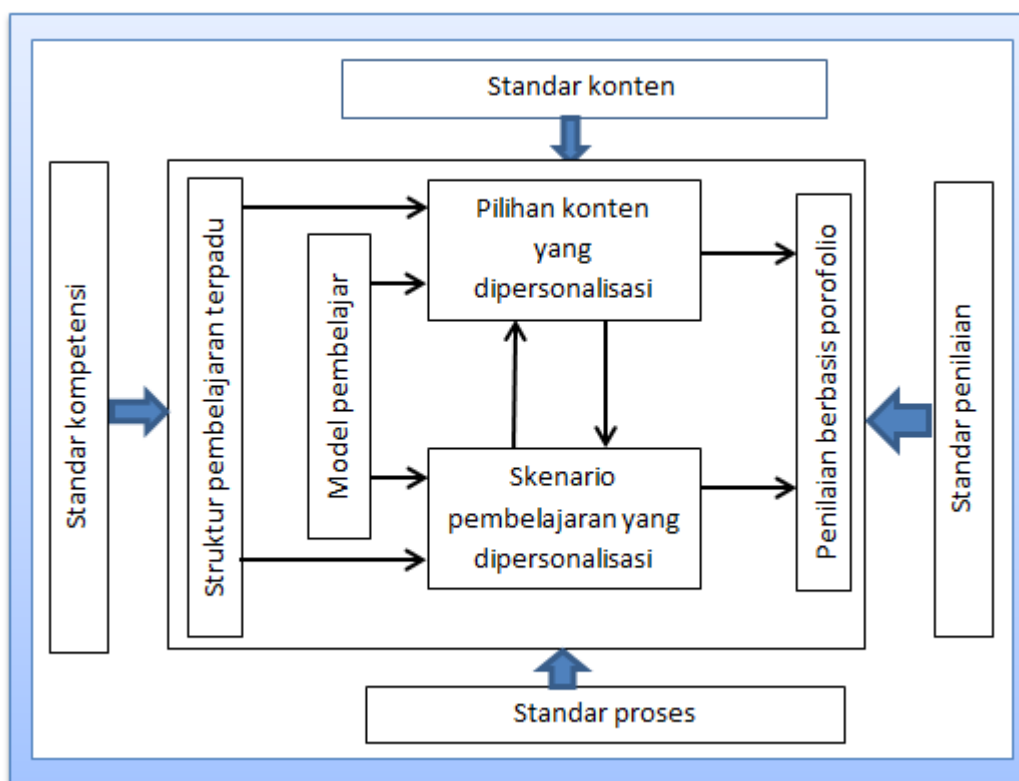 Standar konten
Standar kompetensi
Struktur pembelajaran terpadu
Model pembelajar
Pilihan konten
yang
dipersonalisasi
Skenario
pembelajaran yang
dipersonalisasi
Penilaian berbasis porofolio
Standar penilaian
Standar proses